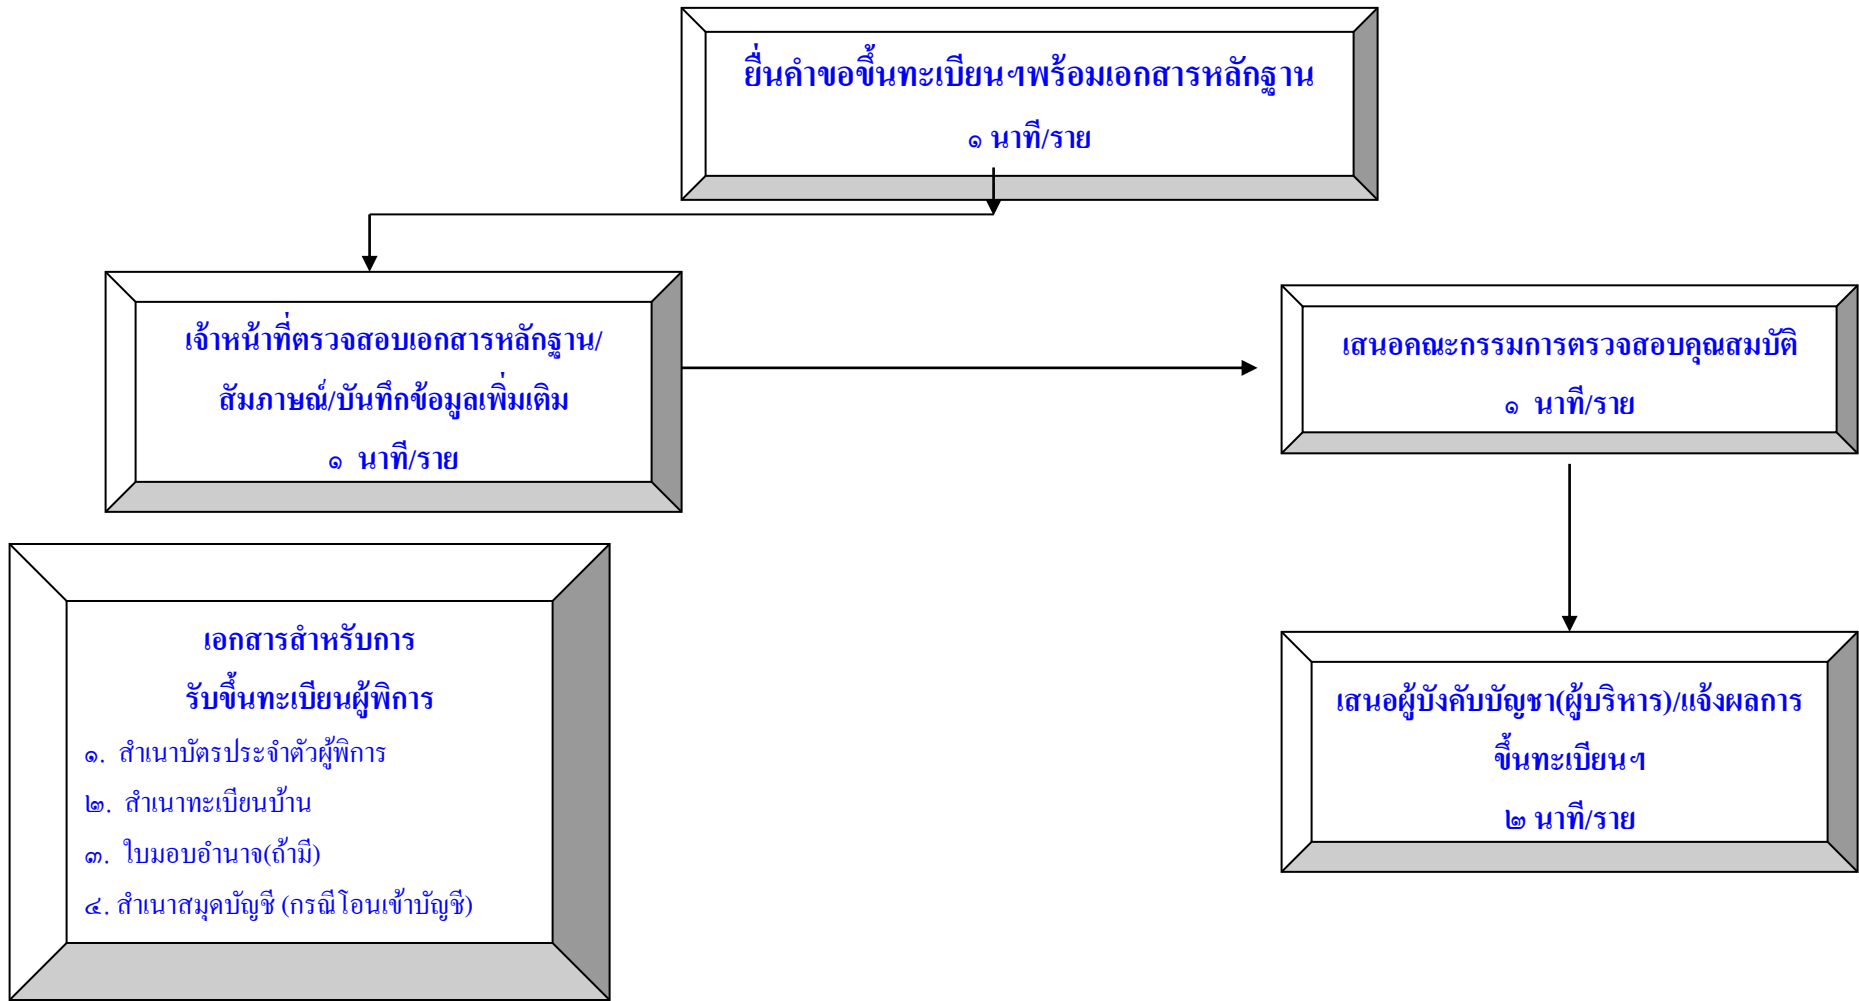 ยื่นคำขอขึ้นทะเบียนฯพร้อมเอกสารหลักฐาน
๑ นาที/ราย
เจ้าหน้าที่ตรวจสอบเอกสารหลักฐาน/
สัมภาษณ์/บันทึกข้อมูลเพิ่มเติม
๑ นาที/ราย
เสนอคณะกรรมการตรวจสอบคุณสมบัติ
๑ นาที/ราย
เอกสารสำหรับการ
รับขึ้นทะเบียนผู้พิการ
๑. สำเนาบัตรประจำตัวผู้พิการ
๒. สำเนาทะเบียนบ้าน
๓. ใบมอบอำนาจ(ถ้ามี)
๔. สำเนาสมุดบัญชี (กรณีโอนเข้าบัญชี)
เสนอผู้บังคับบัญชา(ผู้บริหาร)/แจ้งผลการ
ขึ้นทะเบียนฯ
๒ นาที/ราย